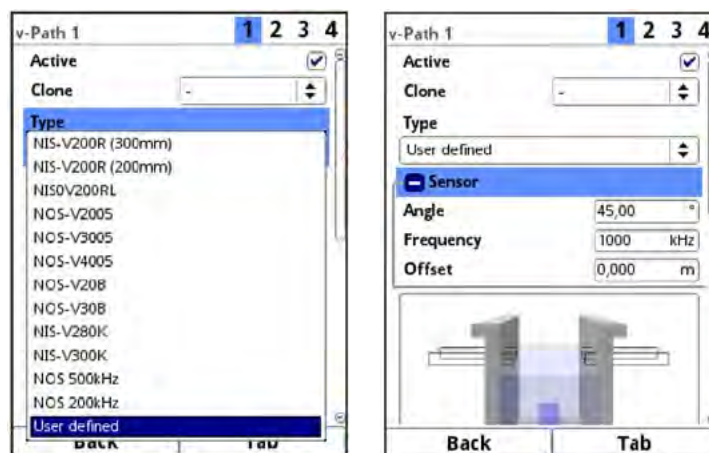 v-Path 1
1 2 3 4
Active
Clone
-
Type
NIS-V200R (300mm)
NIS-V200R (200mm)
NIS0V200RL
NOS-V2005
NOS-V3005
NOS-V4005
NOS-V20B
NOS-V30B
NIS-V280K
NIS-V300K
NOS 500kHz
NOS 200kHz
User defined
Back
Tab
v-Path 1
1 2 3 4
Active
Clone
-
Type
User defined
Sensor
Angle 45,00 °
Frequency 1000 kHz
Offset 0,000 m
Back
Tab